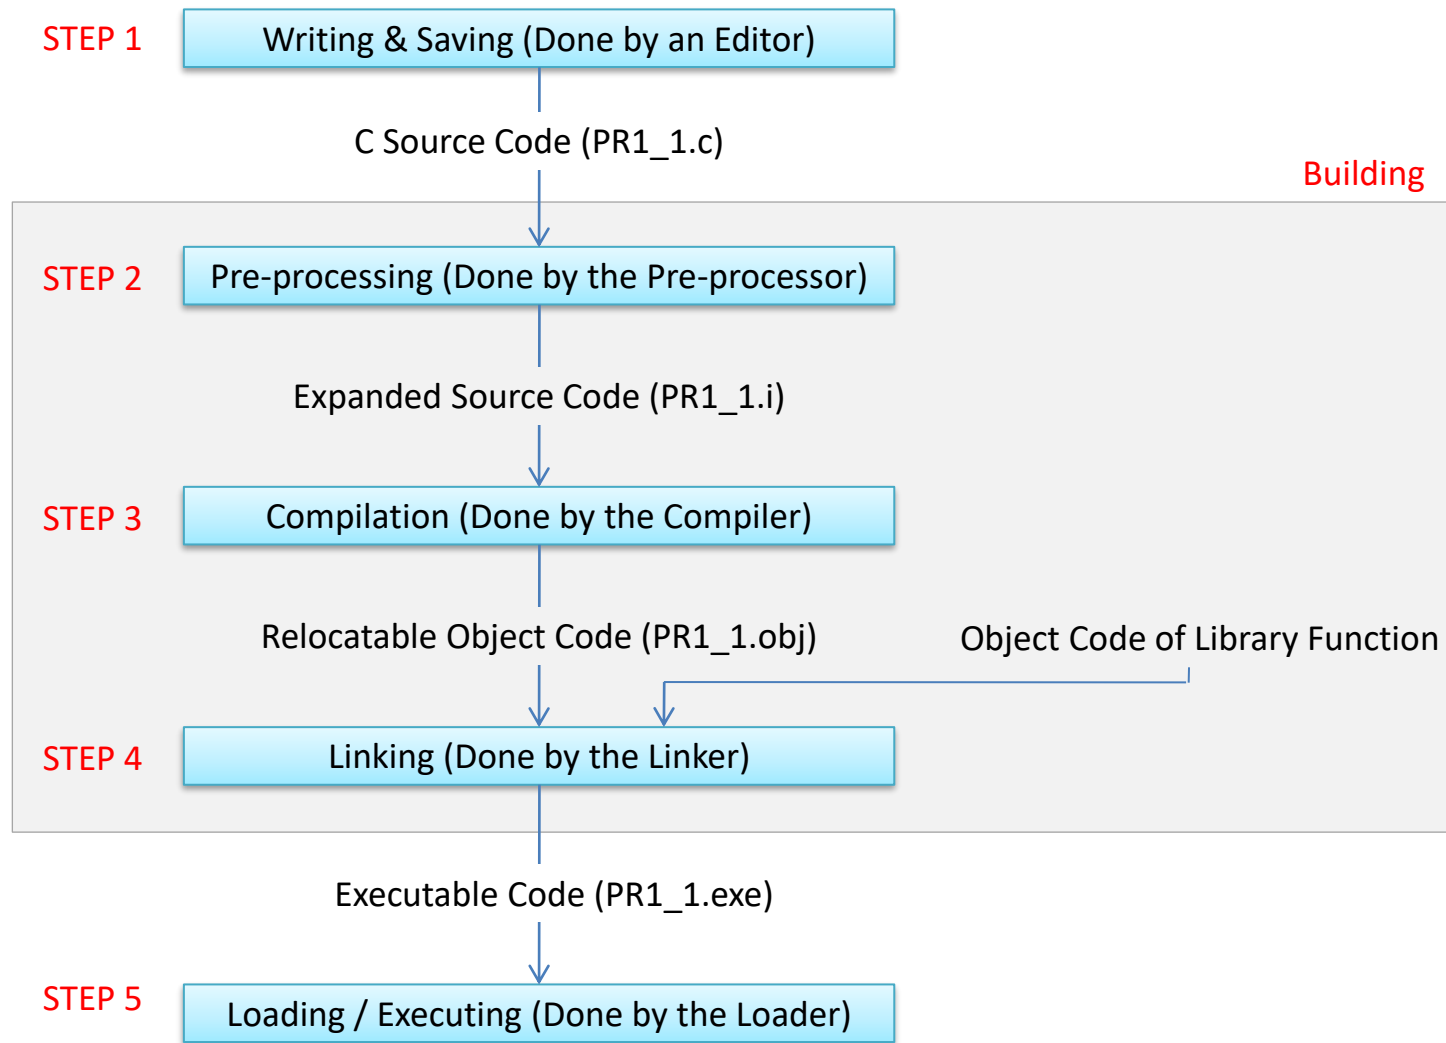 STEP 1
Writing & Saving (Done by an Editor)
C Source Code (PR1_1.c)
Building
STEP 2
Pre-processing (Done by the Pre-processor)
Expanded Source Code (PR1_1.i)
STEP 3
Compilation (Done by the Compiler)
Relocatable Object Code (PR1_1.obj)
Object Code of Library Function
STEP 4
Linking (Done by the Linker)
Executable Code (PR1_1.exe)
STEP 5
Loading / Executing (Done by the Loader)